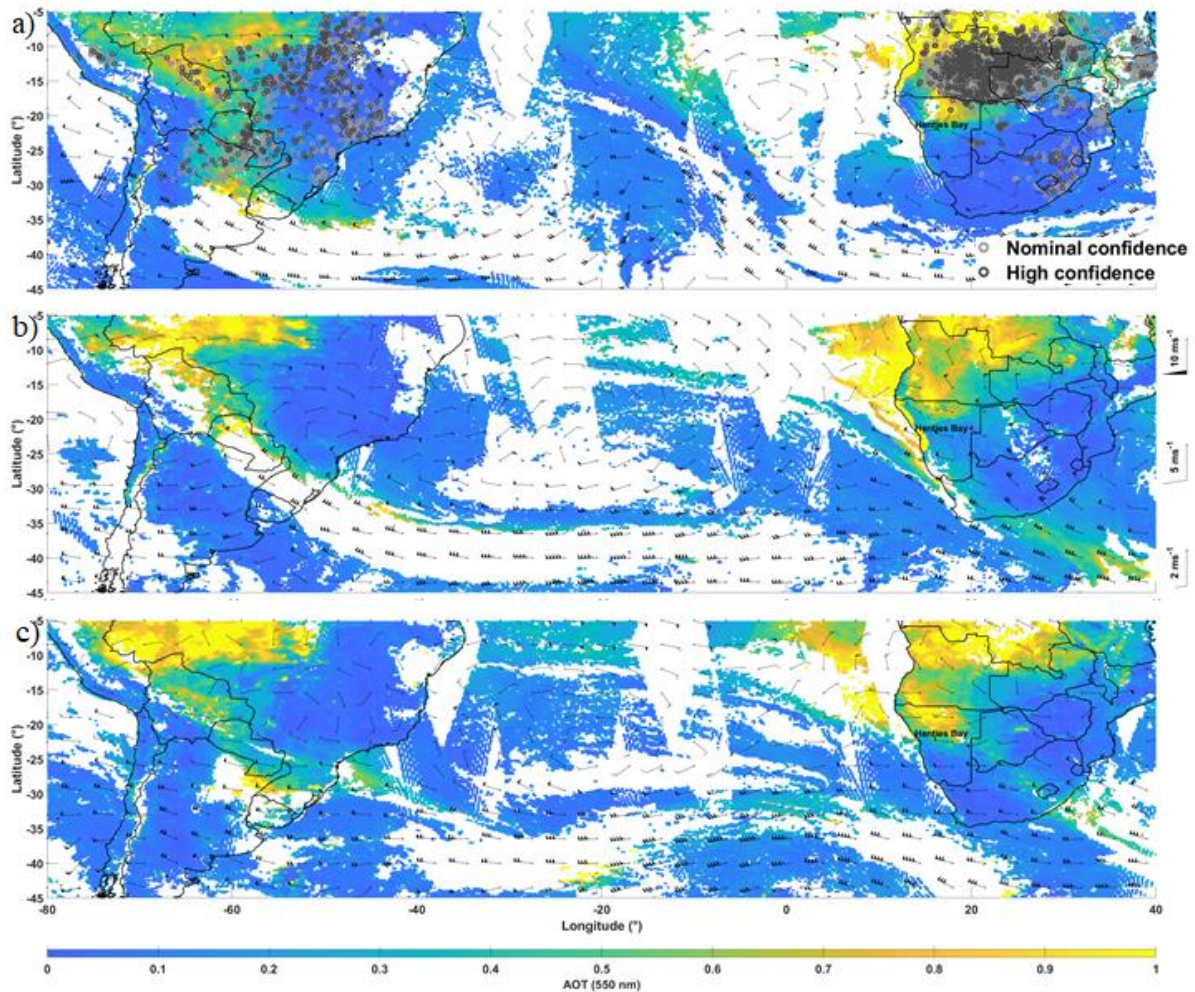 a)
-5
-10
-15
-20
-25
-30
-35
-40
-45
Latitude (°)
Hentjes Bay
Nominal confidence
High confidence
b)
-5
-10
-15
-20
-25
-30
-35
-40
-45
Latitude (°)
Hentjes Bay
10 ms⁻¹
5 ms⁻¹
2 ms⁻¹
c)
-5
-10
-15
-20
-25
-30
-35
-40
-45
Latitude (°)
Hentjes Bay
-80 -60 -40 -20 0 20 40
Longitude (°)
0 0.1 0.2 0.3 0.4 0.5 0.6 0.7 0.8 0.9 1
AOT (550 nm)